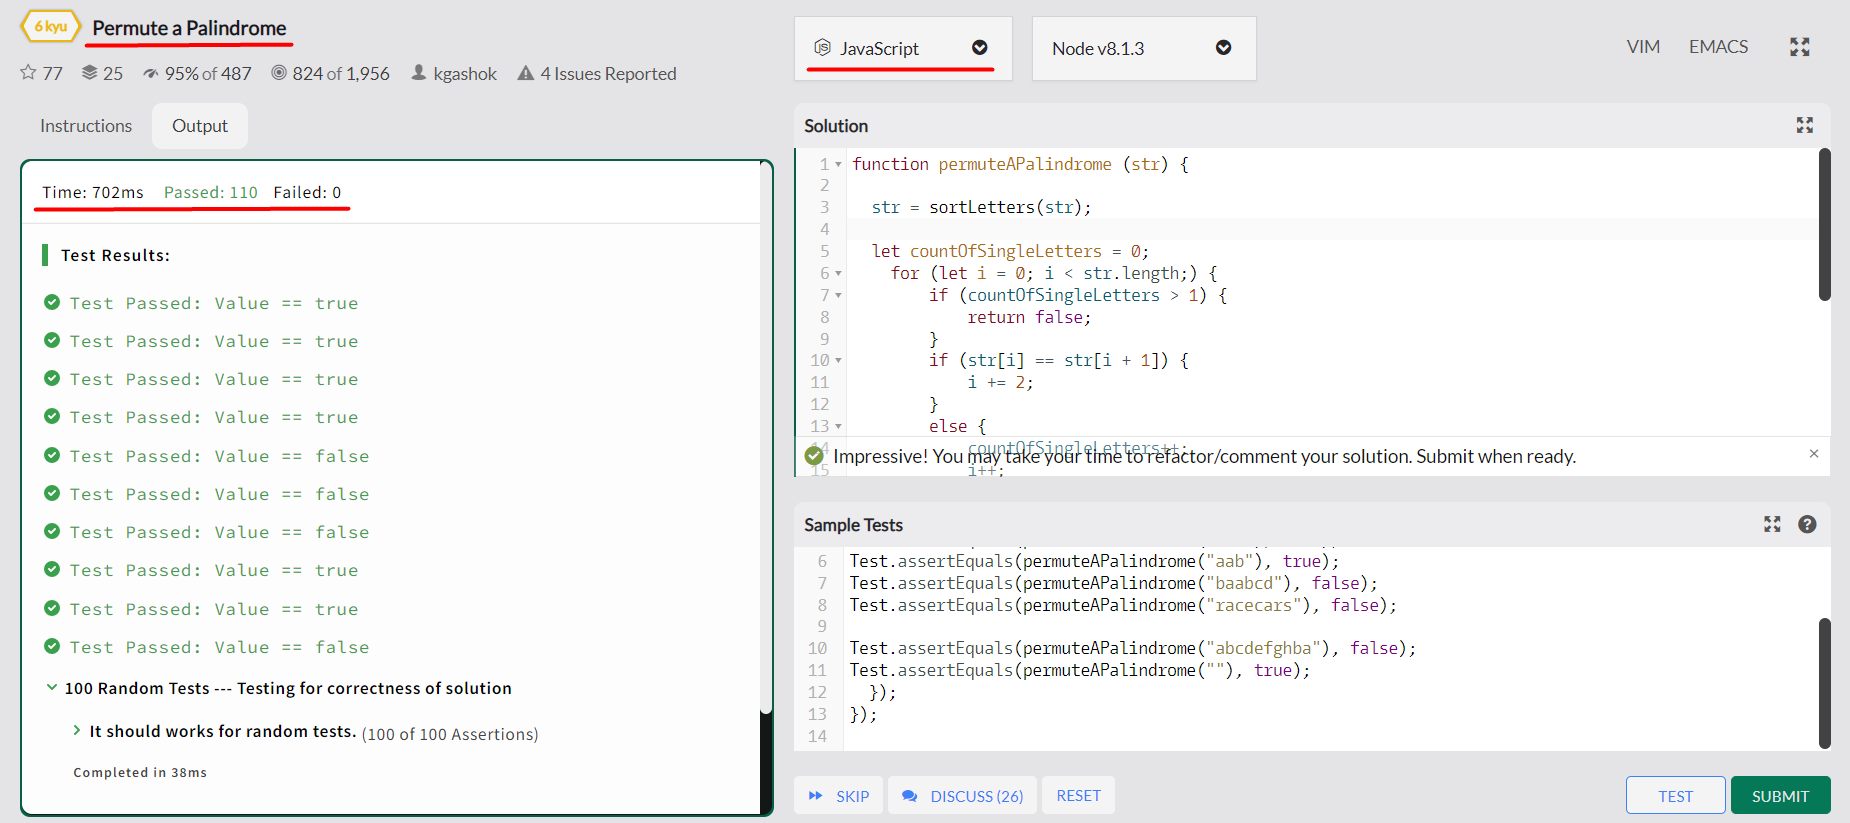 6 kyu
Permute a Palindrome
77 25 95% of 487 824 of 1,956 kgashok 4 Issues Reported
Instructions
Output
Time: 702ms Passed: 110 Failed: 0
Test Results:
Test Passed: Value == true
Test Passed: Value == true
Test Passed: Value == true
Test Passed: Value == true
Test Passed: Value == false
Test Passed: Value == false
Test Passed: Value == false
Test Passed: Value == true
Test Passed: Value == true
Test Passed: Value == false
100 Random Tests --- Testing for correctness of solution
It should works for random tests. (100 of 100 Assertions)
Completed in 38ms
JavaScript
Node v8.1.3
VIM
EMACS
Solution
1 function permuteAPalindrome (str) {
2
3 str = sortLetters(str);
4
5 let countOfSingleLetters = 0;
6 for (let i = 0; i < str.length;) {
7 if (countOfSingleLetters > 1) {
8 return false;
9 }
10 if (str[i] == str[i + 1]) {
11 i += 2;
12 }
13 else {
14 countOfSingleLetters++;
Impressive! You may take your time to refactor/comment your solution. Submit when ready. ×
15 i++;
Sample Tests
6 Test.assertEquals(permuteAPalindrome("aab"), true);
7 Test.assertEquals(permuteAPalindrome("baabcd"), false);
8 Test.assertEquals(permuteAPalindrome("racecars"), false);
9
10 Test.assertEquals(permuteAPalindrome("abcdefghba"), false);
11 Test.assertEquals(permuteAPalindrome(""), true);
12 });
13 });
14
SKIP
DISCUSS (26)
RESET
TEST
SUBMIT